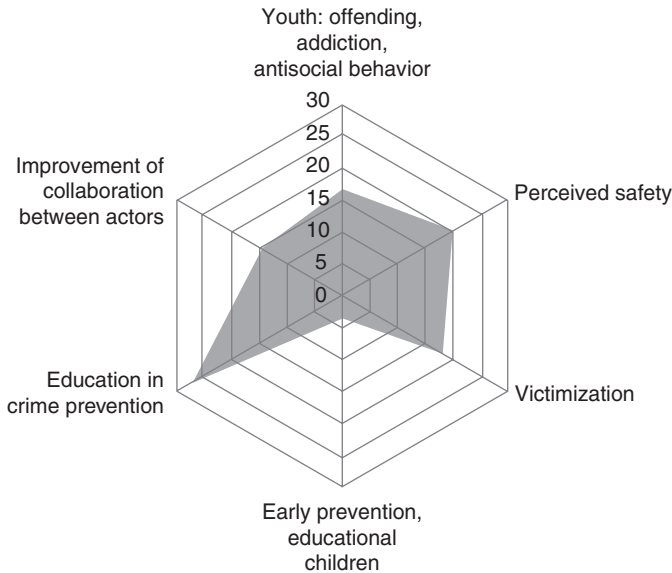 Youth: offending,
addiction,
antisocial behavior
30
25
20
15
10
5
0
Improvement of
collaboration
between actors
Perceived safety
Education in
crime prevention
Victimization
Early prevention,
educational
children